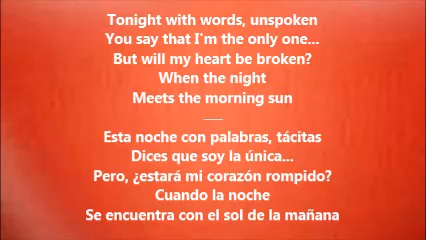 Tonight with words, unspoken
You say that I'm the only one...
But will my heart be broken?
When the night
Meets the morning sun
___
Esta noche con palabras, tácitas
Dices que soy la única...
Pero, ¿estará mi corazón rompido?
Cuando la noche
Se encuentra con el sol de la mañana